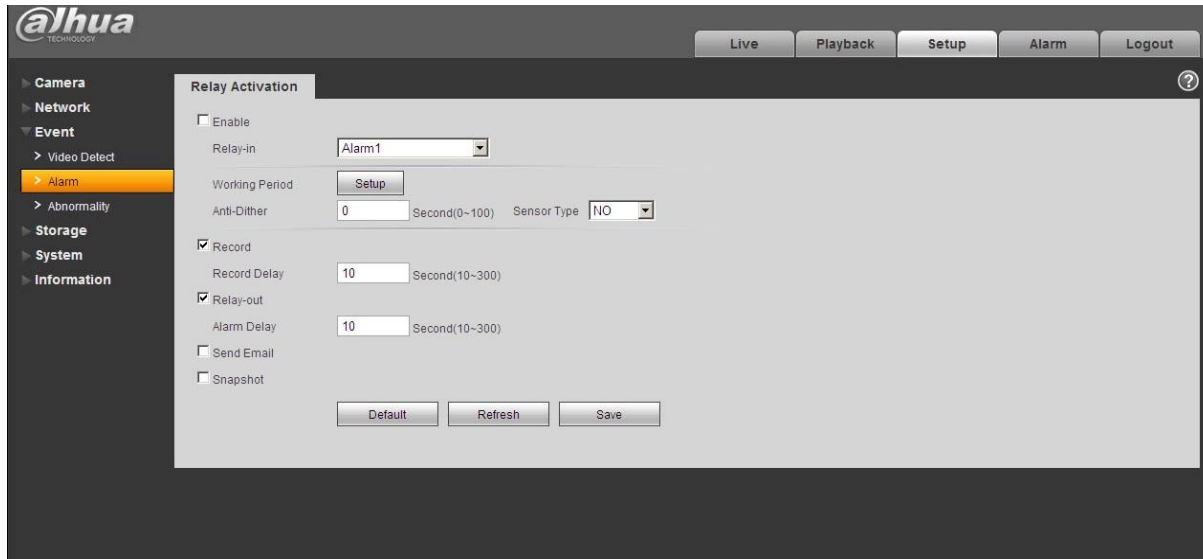 alhua
TECHNOLOGY
Live Playback Setup Alarm Logout
Camera
Network
Event
> Video Detect
> Alarm
> Abnormality
Storage
System
Information
Relay Activation
?
Enable
Relay-in Alarm1
Working Period Setup
Anti-Dither 0 Second(0~100) Sensor Type NO
Record
Record Delay 10 Second(10~300)
Relay-out
Alarm Delay 10 Second(10~300)
Send Email
Snapshot
Default Refresh Save